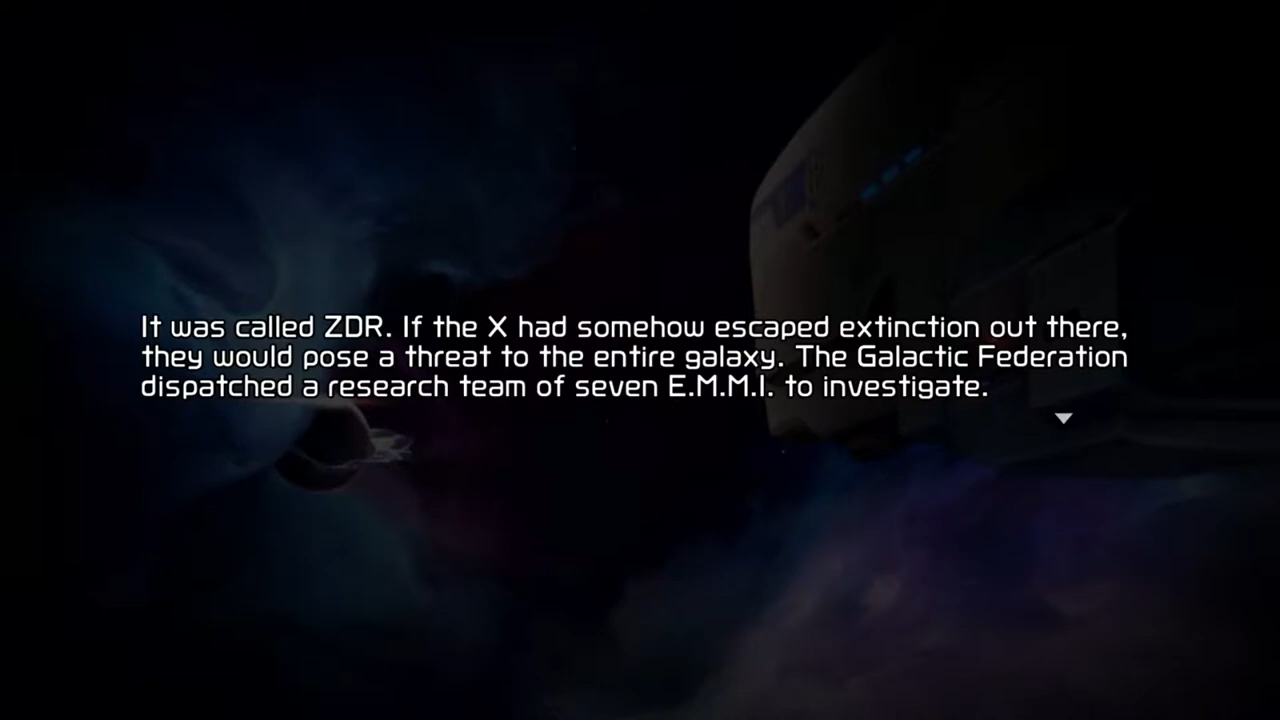 It was called ZDR. If the X had somehow escaped extinction out there,
they would pose a threat to the entire galaxy. The Galactic Federation
dispatched a research team of seven E.M.M.I. to investigate.